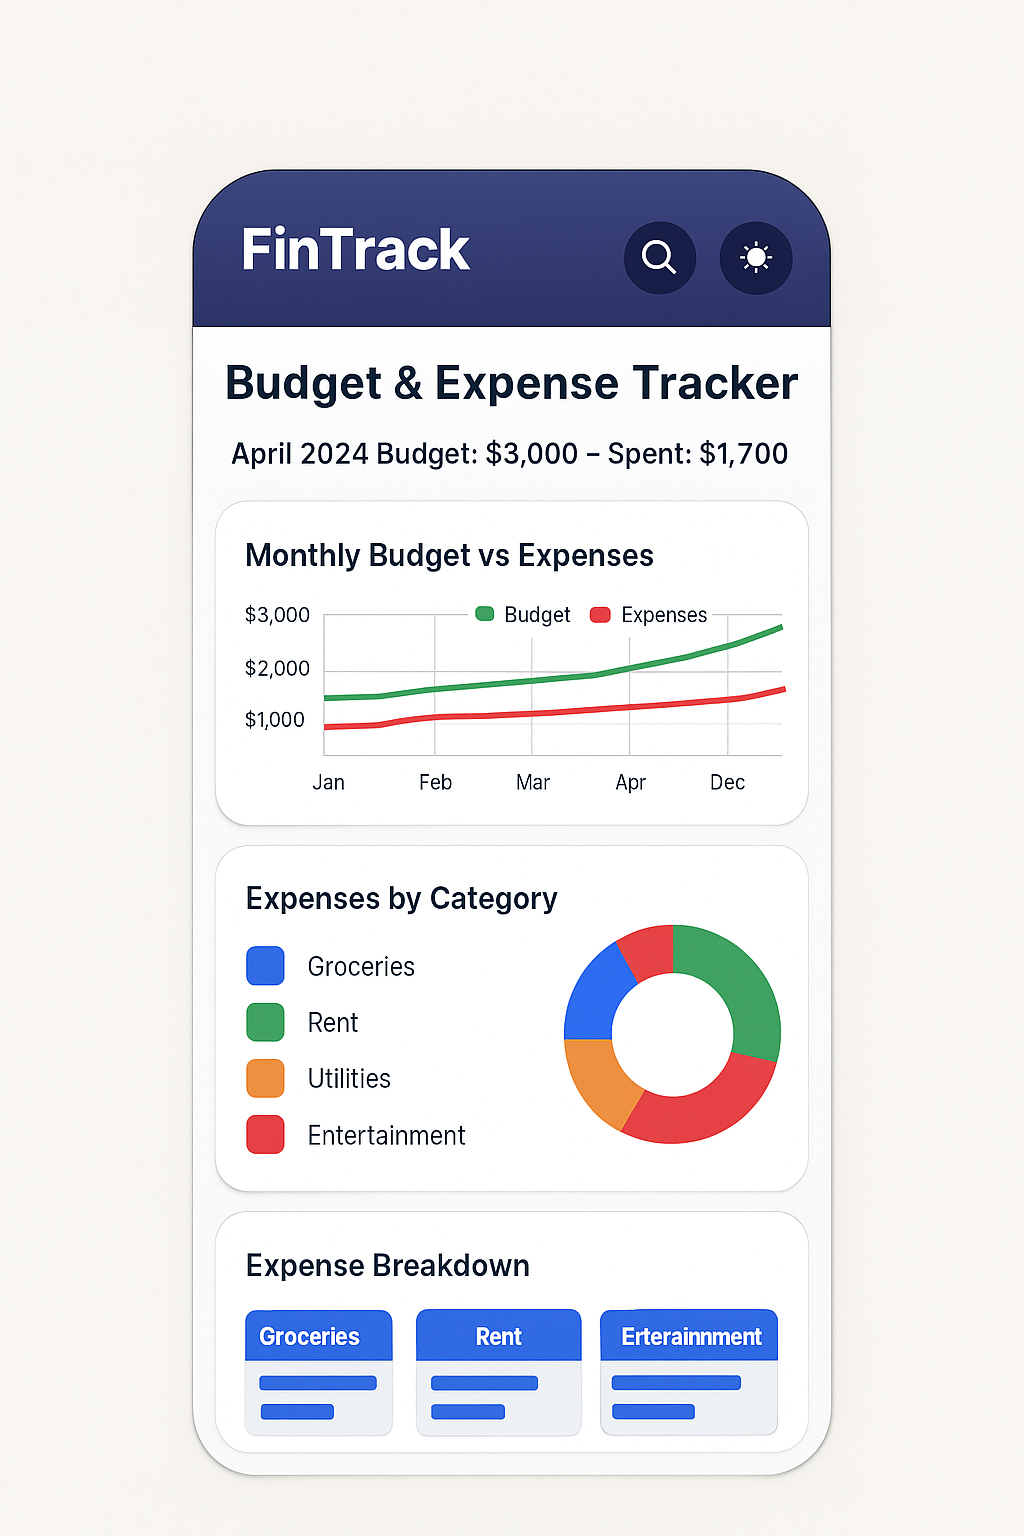 FinTrack
Budget & Expense Tracker
April 2024 Budget: $3,000 – Spent: $1,700
Monthly Budget vs Expenses
Budget Expenses
$3,000
$2,000
$1,000
Jan Feb Mar Apr Dec
Expenses by Category
Groceries
Rent
Utilities
Entertainment
Expense Breakdown
Groceries Rent Erterainnment